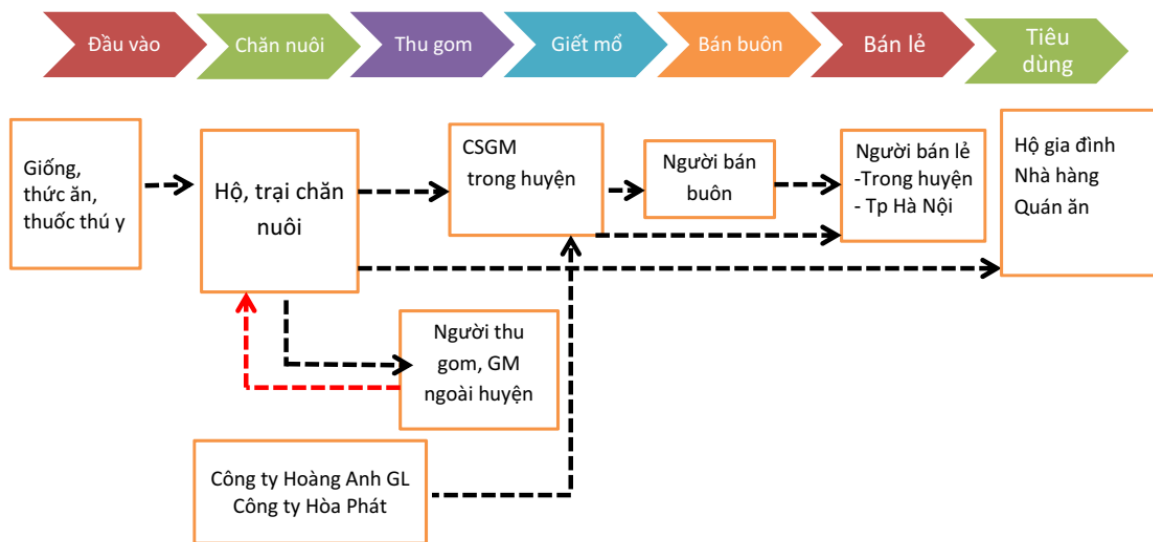 Đầu vào
Chăn nuôi
Thu gom
Giết mổ
Bán buôn
Bán lẻ
Tiêu
dùng
Giống,
thức ăn,
thuốc thú y
Hộ, trại chăn
nuôi
CSGM
trong huyện
Người bán
buôn
Người bán lẻ
-Trong huyện
- Tp Hà Nội
Hộ gia đình
Nhà hàng
Quán ăn
Người thu
gom, GM
ngoài huyện
Công ty Hoàng Anh GL
Công ty Hòa Phát